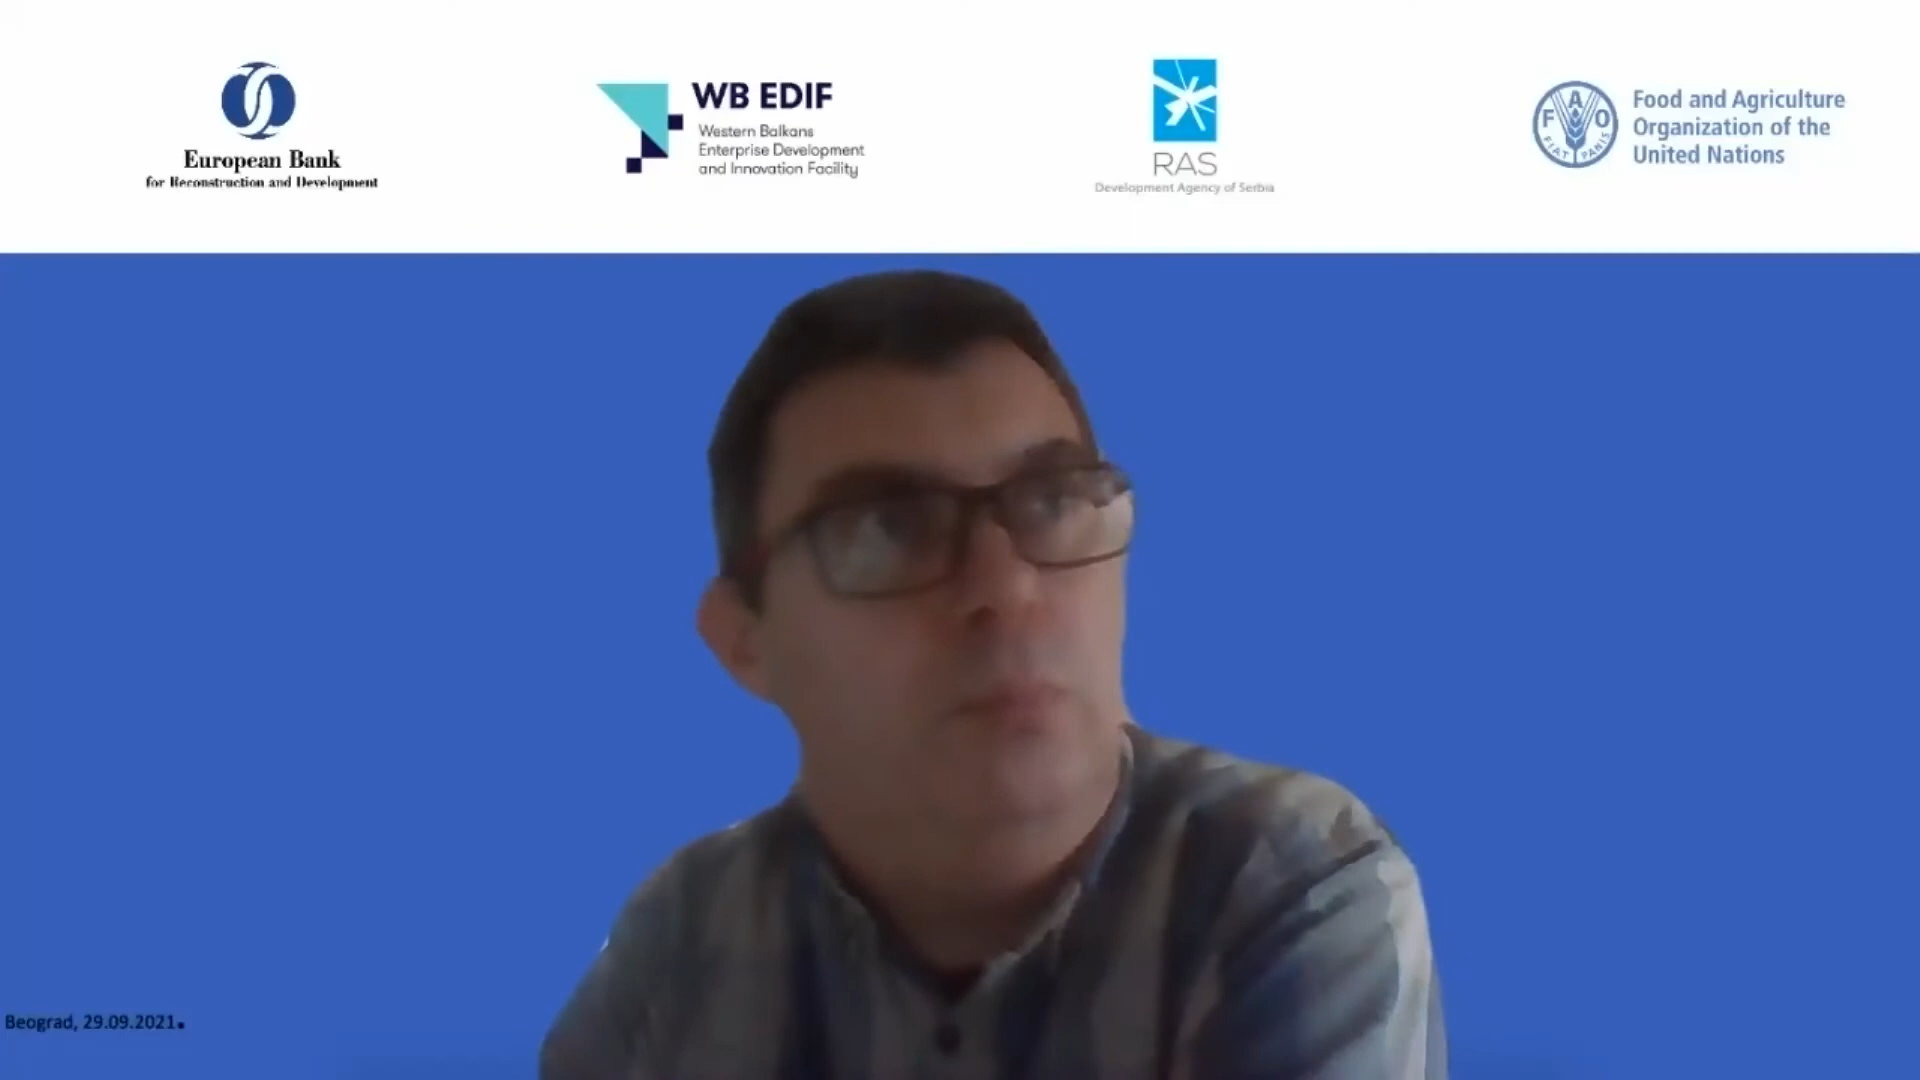 European Bank
for Reconstruction and Development
WB EDIF
Western Balkans
Enterprise Development
and Innovation Facility
RAS
Development Agency of Serbia
F A O
FIAT PANIS
Food and Agriculture
Organization of the
United Nations
Beograd, 29.09.2021.